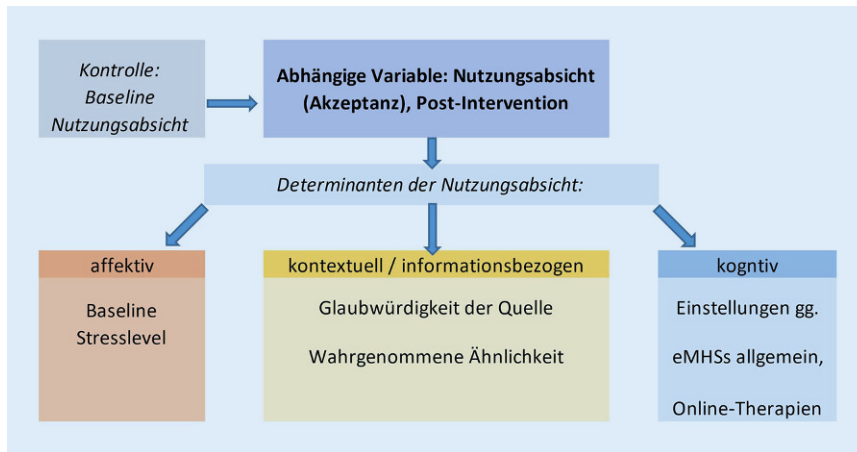 Kontrolle:
Baseline
Nutzungsabsicht
Abhängige Variable: Nutzungsabsicht
(Akzeptanz), Post-Intervention
Determinanten der Nutzungsabsicht:
affektiv
Baseline
Stresslevel
kontextuell / informationsbezogen
Glaubwürdigkeit der Quelle
Wahrgenommene Ähnlichkeit
kogntiv
Einstellungen gg.
eMHSs allgemein,
Online-Therapien